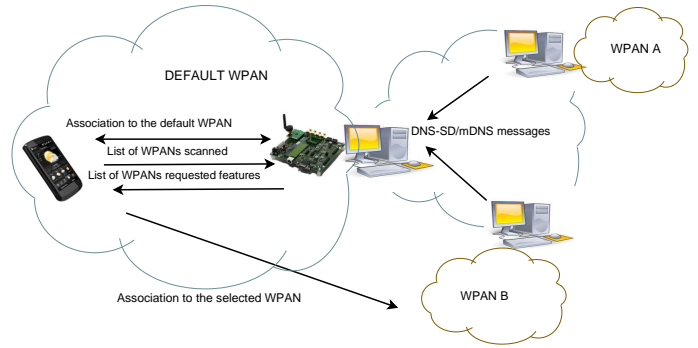 DEFAULT WPAN
WPAN A
Association to the default WPAN
DNS-SD/mDNS messages
List of WPANs scanned
List of WPANs requested features
Association to the selected WPAN
WPAN B